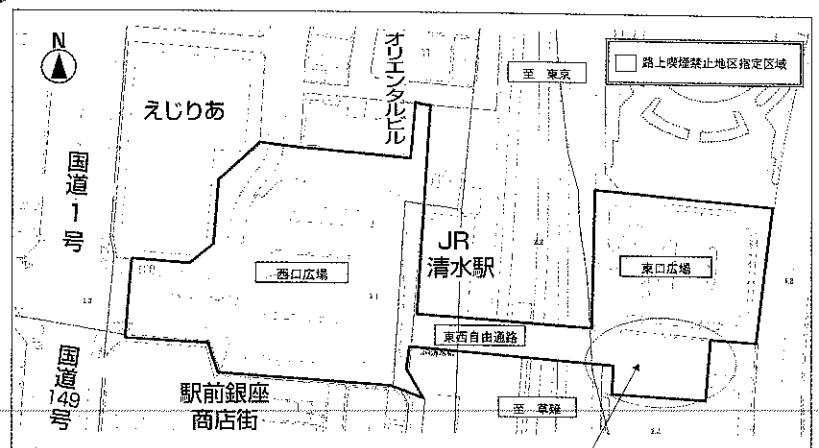 N
オリエンタルビル
至 東京
路上喫煙禁止地区指定区域
えじりあ
国道1号
JR
清水駅
西口広場
東口広場
東西自由通路
国道149号
駅前銀座
商店街
至 草薙